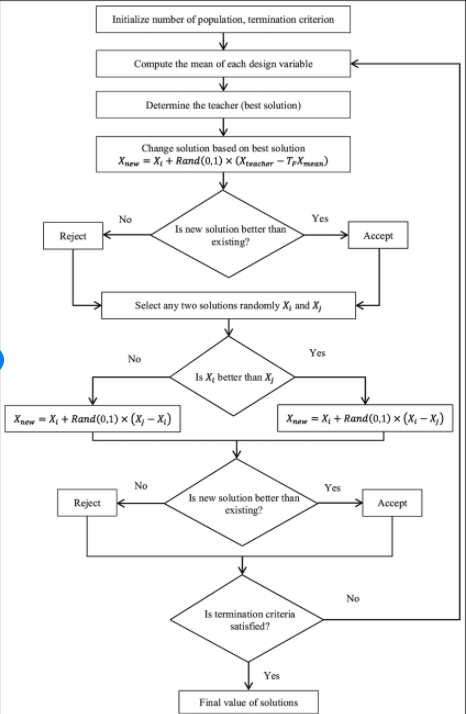 Initialize number of population, termination criterion
Compute the mean of each design variable
Determine the teacher (best solution)
Change solution based on best solution
X_new = X_i + Rand(0,1) × (X_teacher − T_F X_mean)
No
Yes
Is new solution better than
existing?
Reject
Accept
Select any two solutions randomly X_i and X_j
No
Yes
Is X_i better than X_j
X_new = X_i + Rand(0,1) × (X_j − X_i)
X_new = X_i + Rand(0,1) × (X_i − X_j)
No
Yes
Is new solution better than
existing?
Reject
Accept
No
Is termination criteria
satisfied?
Yes
Final value of solutions